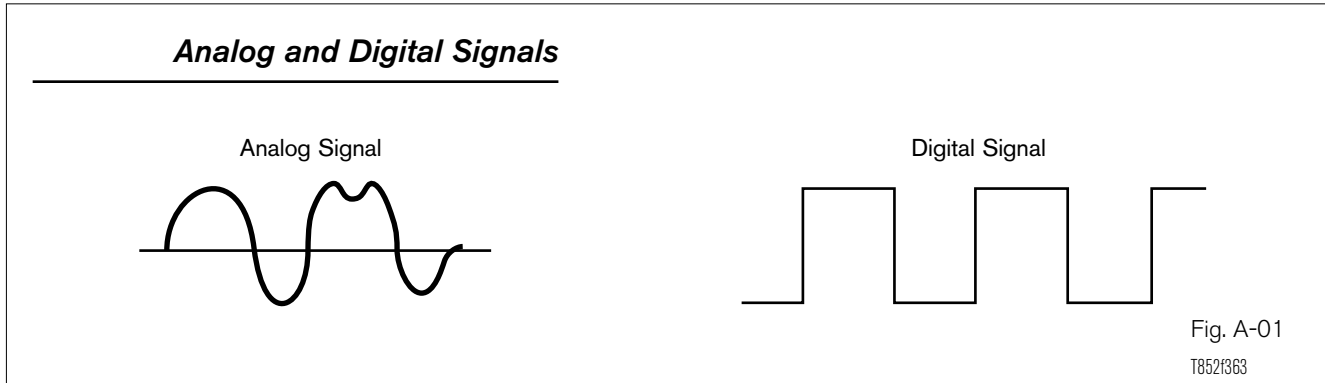 Analog and Digital Signals
Analog Signal
Digital Signal
Fig. A-01
T852f363